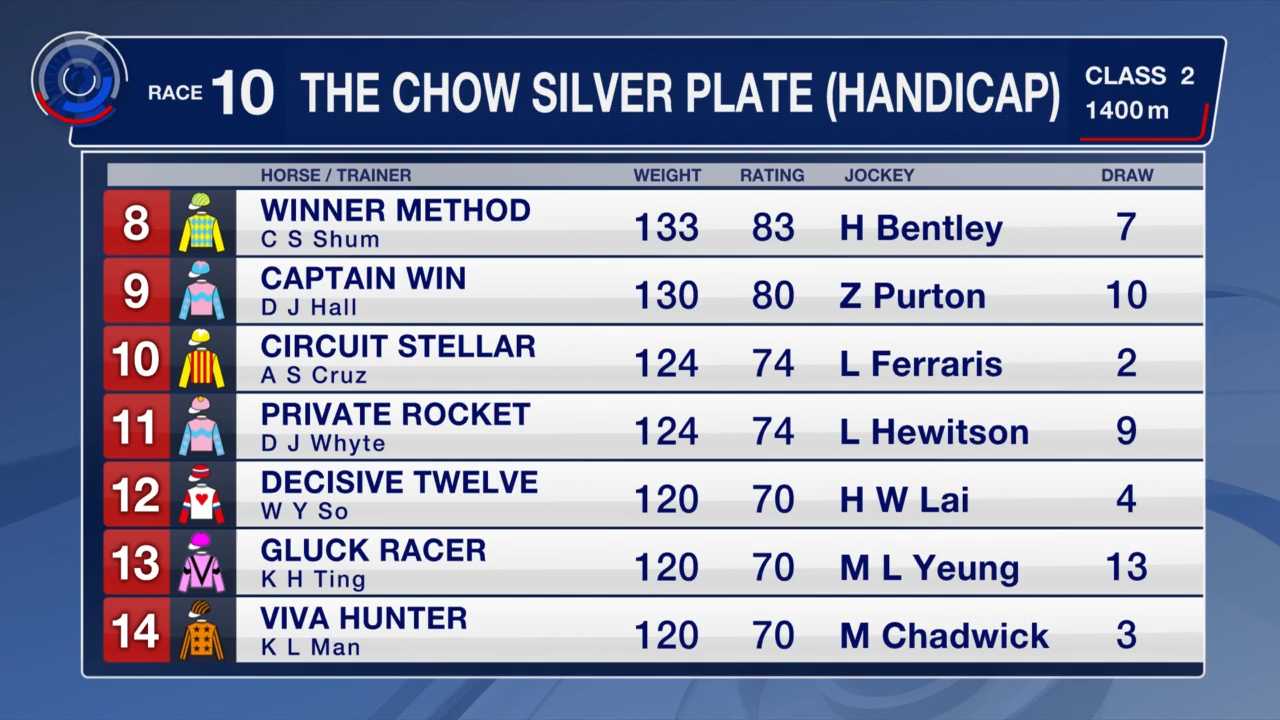 RACE 10 THE CHOW SILVER PLATE (HANDICAP) CLASS 2
1400 m
HORSE / TRAINER WEIGHT RATING JOCKEY DRAW
8 WINNER METHOD 133 83 H Bentley 7
C S Shum
9 CAPTAIN WIN 130 80 Z Purton 10
D J Hall
10 CIRCUIT STELLAR 124 74 L Ferraris 2
A S Cruz
11 PRIVATE ROCKET 124 74 L Hewitson 9
D J Whyte
12 DECISIVE TWELVE 120 70 H W Lai 4
W Y So
13 GLUCK RACER 120 70 M L Yeung 13
K H Ting
14 VIVA HUNTER 120 70 M Chadwick 3
K L Man